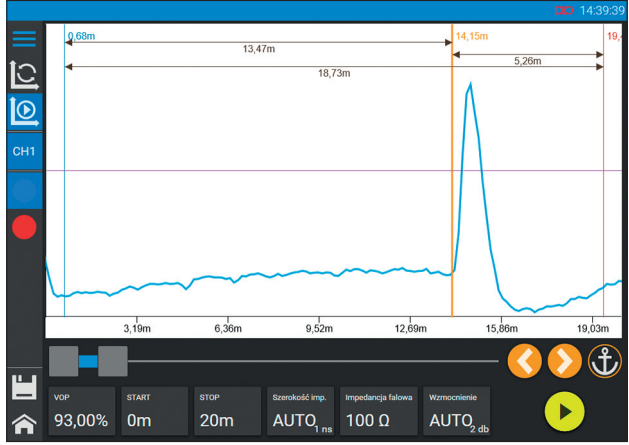 14:39:39
0,68m
14,15m
19,4
13,47m
5,26m
18,73m
CH1
3,19m
6,36m
9,52m
12,69m
15,86m
19,03m
VOP
93,00%
START
0m
STOP
20m
Szerokość imp.
AUTO 1 ns
Impedancja falowa
100 Ω
Wzmocnienie
AUTO 2 db